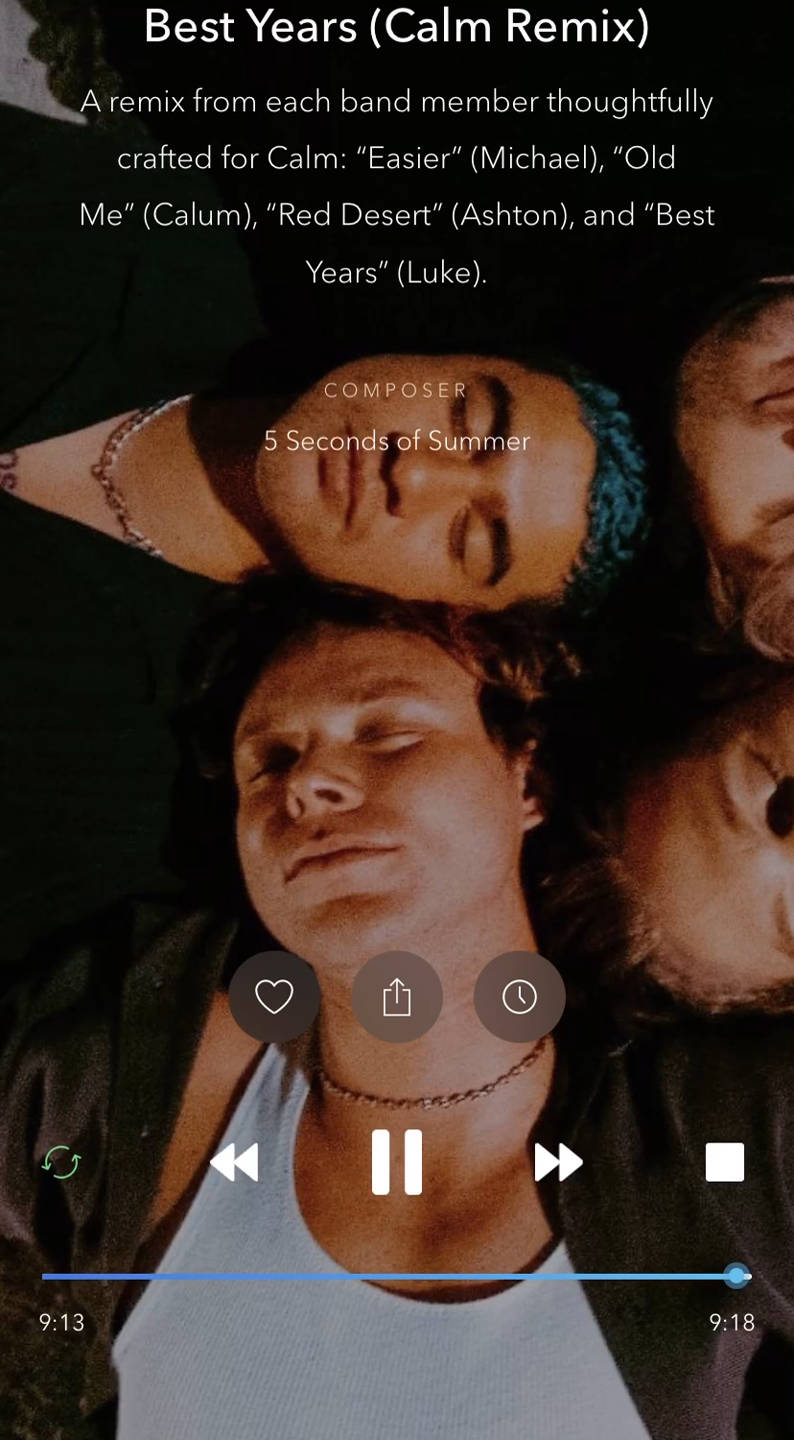 Best Years (Calm Remix)
A remix from each band member thoughtfully
crafted for Calm: “Easier” (Michael), “Old
Me” (Calum), “Red Desert” (Ashton), and “Best
Years” (Luke).
COMPOSER
5 Seconds of Summer
9:13
9:18